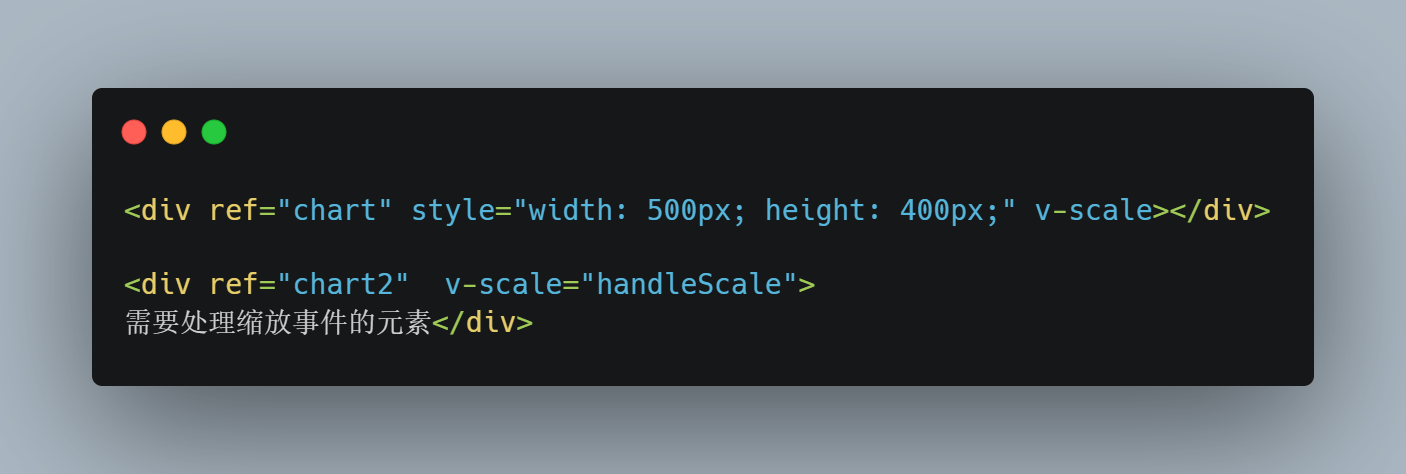 <div ref="chart" style="width: 500px; height: 400px;" v-scale></div>
<div ref="chart2"  v-scale="handleScale">
需要处理缩放事件的元素</div>